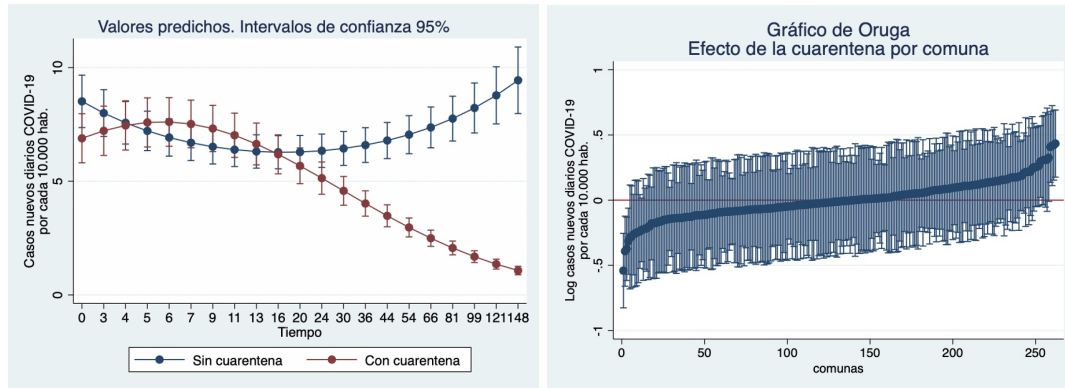 Valores predichos. Intervalos de confianza 95%
Casos nuevos diarios COVID-19
por cada 10.000 hab.
10
5
0
0 3 4 5 6 7 9 11 13 16 20 24 30 36 44 54 66 81 99 121 148
Tiempo
Sin cuarentena
Con cuarentena
Gráfico de Oruga
Efecto de la cuarentena por comuna
Log casos nuevos diarios COVID-19
por cada 10.000 hab.
1
.5
0
-.5
-1
0 50 100 150 200 250
comunas